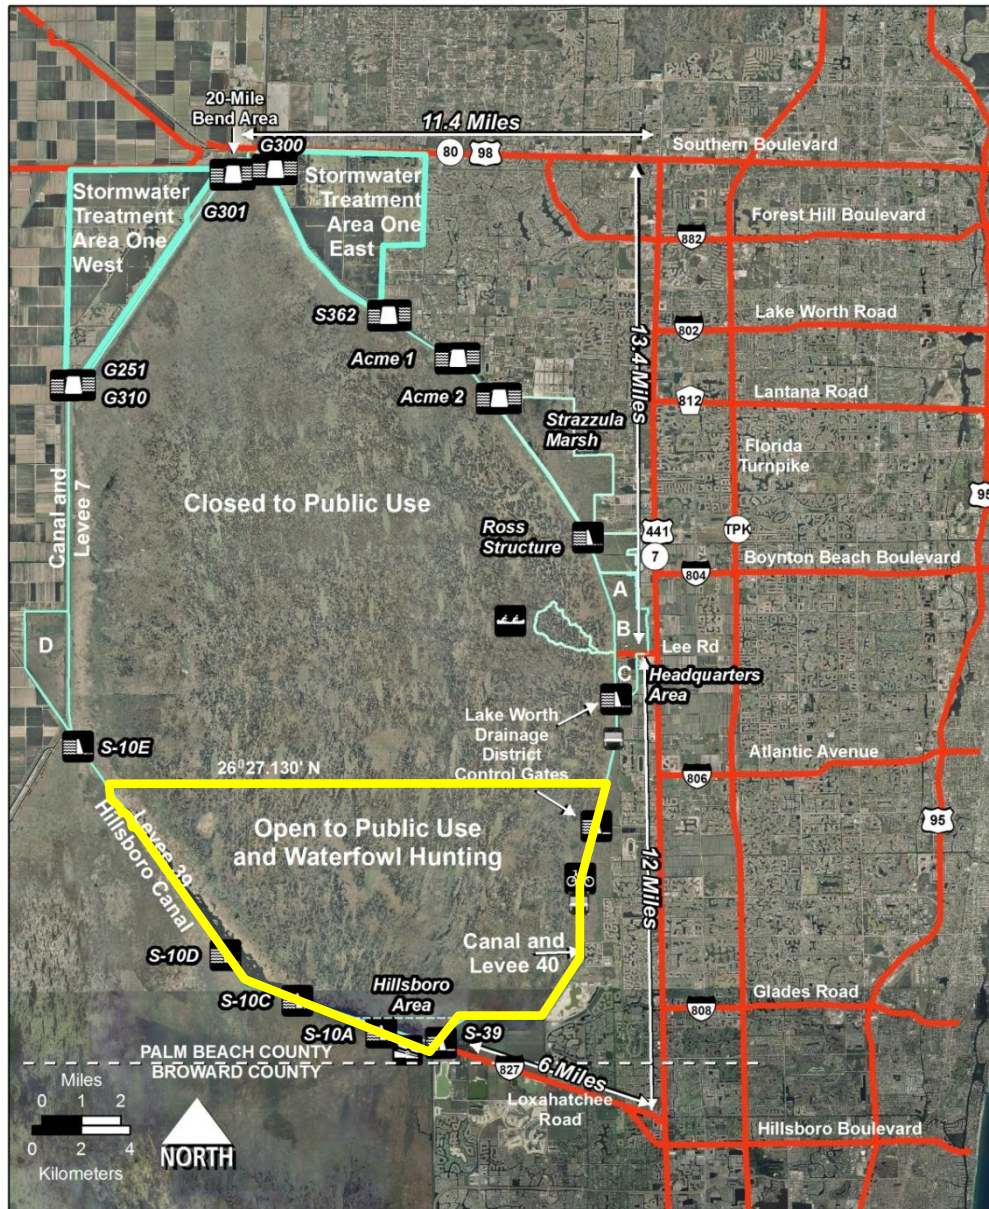 20-Mile
Bend Area
11.4 Miles
G300
80
98
Southern Boulevard
Stormwater
Treatment
Area One
West
G301
Stormwater
Treatment
Area One
East
Forest Hill Boulevard
882
S362
Lake Worth Road
802
13.4 Miles
Acme 1
G251
G310
Acme 2
Lantana Road
812
Strazzula
Marsh
Florida
Turnpike
Canal and
Levee 7
Closed to Public Use
95
Ross
Structure
441
TPK
7
Boynton Beach Boulevard
804
A
B
D
Lee Rd
C
Headquarters
Area
Lake Worth
Drainage
District
Control Gates
S-10E
Atlantic Avenue
806
26°27.130' N
Levee 39
Hillsboro Canal
Open to Public Use
and Waterfowl Hunting
95
12 Miles
S-10D
Canal and
Levee 40
S-10C
Hillsboro
Area
Glades Road
808
S-10A
S-39
PALM BEACH COUNTY
BROWARD COUNTY
6 Miles
827
Loxahatchee
Road
Hillsboro Boulevard
Miles
0 1 2
0 2 4
Kilometers
NORTH